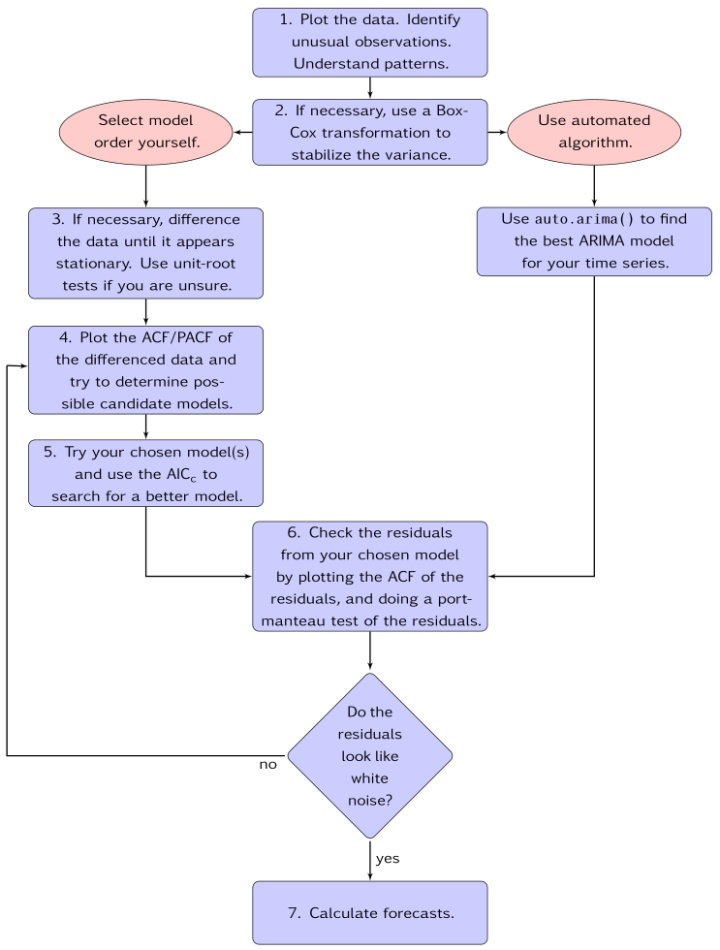 1. Plot the data. Identify
unusual observations.
Understand patterns.
Select model
order yourself.
2. If necessary, use a Box-
Cox transformation to
stabilize the variance.
Use automated
algorithm.
3. If necessary, difference
the data until it appears
stationary. Use unit-root
tests if you are unsure.
Use auto.arima() to find
the best ARIMA model
for your time series.
4. Plot the ACF/PACF of
the differenced data and
try to determine pos-
sible candidate models.
5. Try your chosen model(s)
and use the AICc to
search for a better model.
6. Check the residuals
from your chosen model
by plotting the ACF of the
residuals, and doing a port-
manteau test of the residuals.
Do the
residuals
look like
white
noise?
no
yes
7. Calculate forecasts.